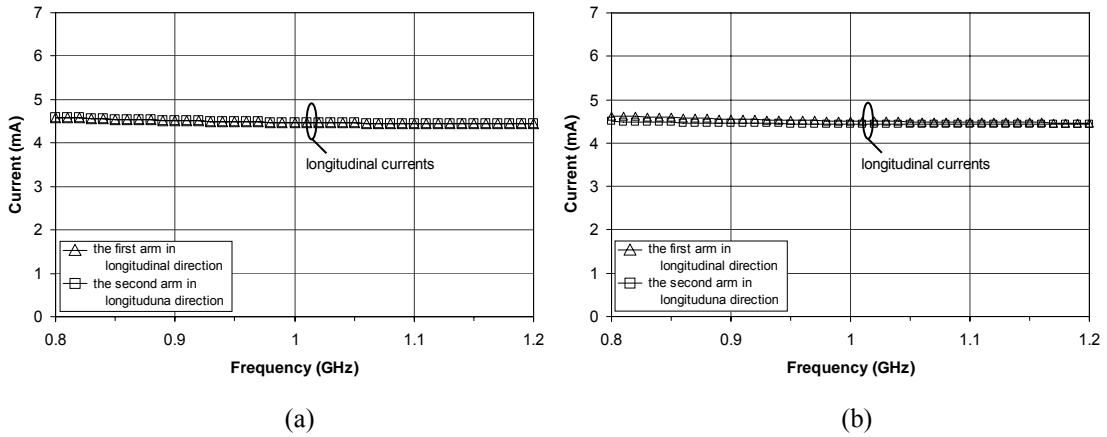 7
6
5
4
3
2
1
0
Current (mA)
longitudinal currents
the first arm in
longitudinal direction
the second arm in
longituduna direction
0.8 0.9 1 1.1 1.2
Frequency (GHz)
(a)
7
6
5
4
3
2
1
0
Current (mA)
longitudinal currents
the first arm in
longitudinal direction
the second arm in
longituduna direction
0.8 0.9 1 1.1 1.2
Frequency (GHz)
(b)